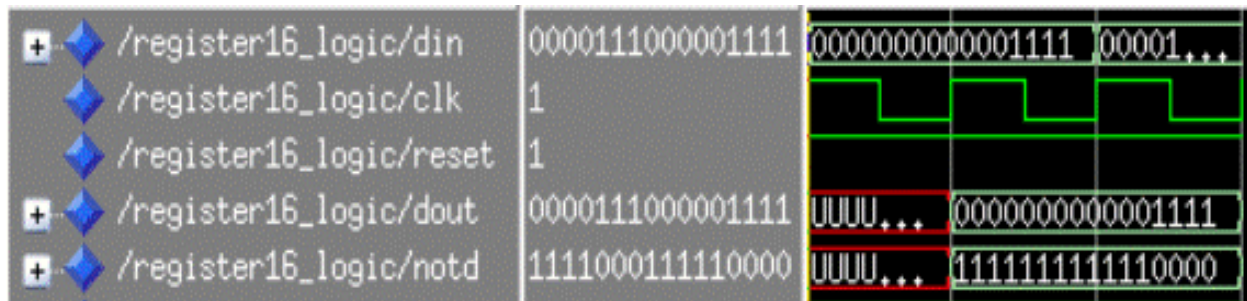 /register16_logic/din 0000111000001111 0000000000001111 00001...
/register16_logic/clk 1
/register16_logic/reset 1
/register16_logic/dout 0000111000001111 UUUU... 0000000000001111
/register16_logic/notd 1111000111110000 UUUU... 1111111111110000